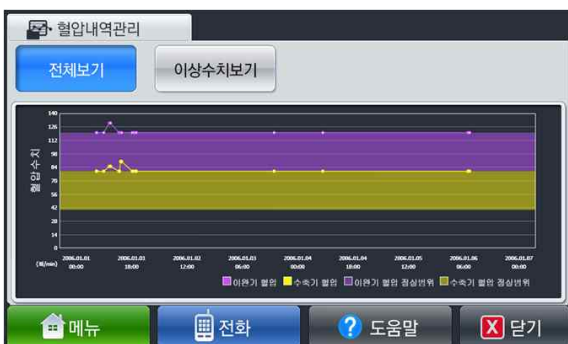 혈압내역관리
전체보기
이상수치보기
혈압수치
140
126
112
98
84
70
56
42
28
14
0
(회/min)
2006.01.01 2006.01.03 2006.01.02 2006.01.03 2006.01.04 2006.01.04 2006.01.05 2006.01.06 2006.01.07
00:00 18:00 12:00 06:00 00:00 18:00 12:00 06:00 00:00
이완기 혈압 수축기 혈압 이완기 혈압 정상범위 수축기 혈압 정상범위
메뉴 전화 ? 도움말 X 닫기